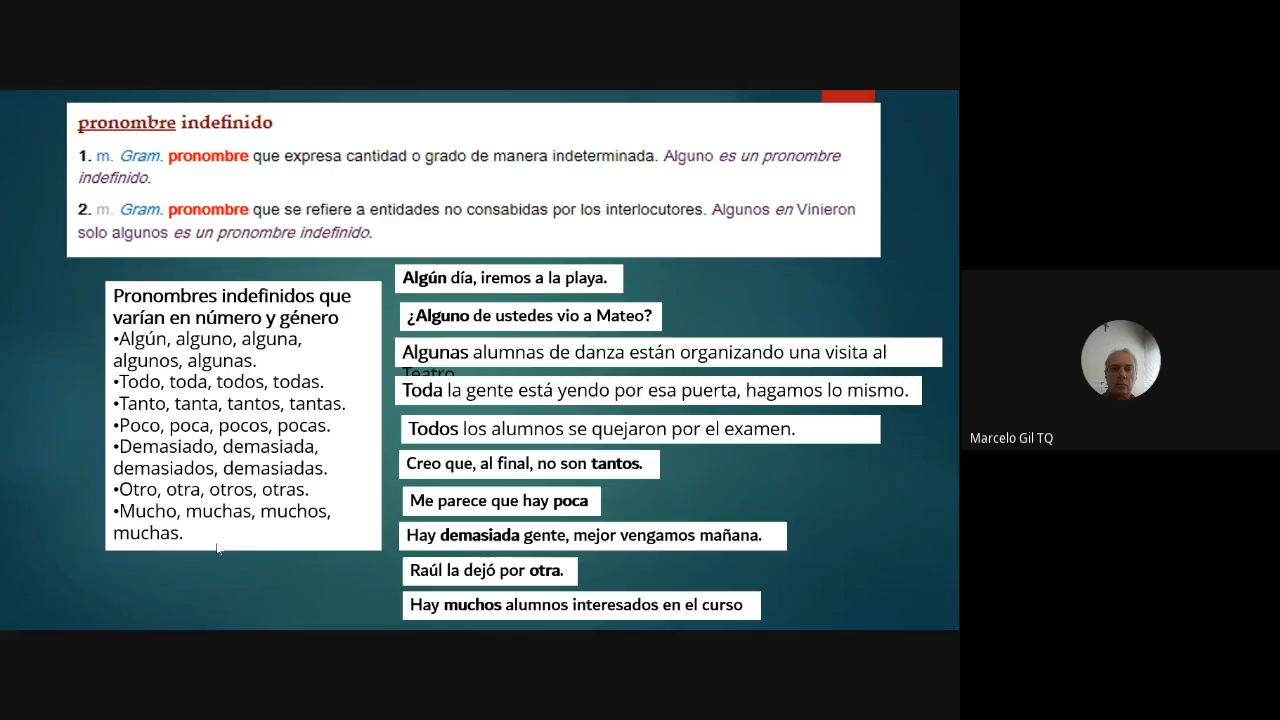 pronombre indefinido
1. m. Gram. pronombre que expresa cantidad o grado de manera indeterminada. Alguno es un pronombre
indefinido.
2. m. Gram. pronombre que se refiere a entidades no consabidas por los interlocutores. Algunos en Vinieron
solo algunos es un pronombre indefinido.
Pronombres indefinidos que
varían en número y género
•Algún, alguno, alguna,
algunos, algunas.
•Todo, toda, todos, todas.
•Tanto, tanta, tantos, tantas.
•Poco, poca, pocos, pocas.
•Demasiado, demasiada,
demasiados, demasiadas.
•Otro, otra, otros, otras.
•Mucho, muchas, muchos,
muchas.
Algún día, iremos a la playa.
¿Alguno de ustedes vio a Mateo?
Algunas alumnas de danza están organizando una visita al
Teatro
Toda la gente está yendo por esa puerta, hagamos lo mismo.
Todos los alumnos se quejaron por el examen.
Creo que, al final, no son tantos.
Me parece que hay poca
Hay demasiada gente, mejor vengamos mañana.
Raúl la dejó por otra.
Hay muchos alumnos interesados en el curso
Marcelo Gil TQ